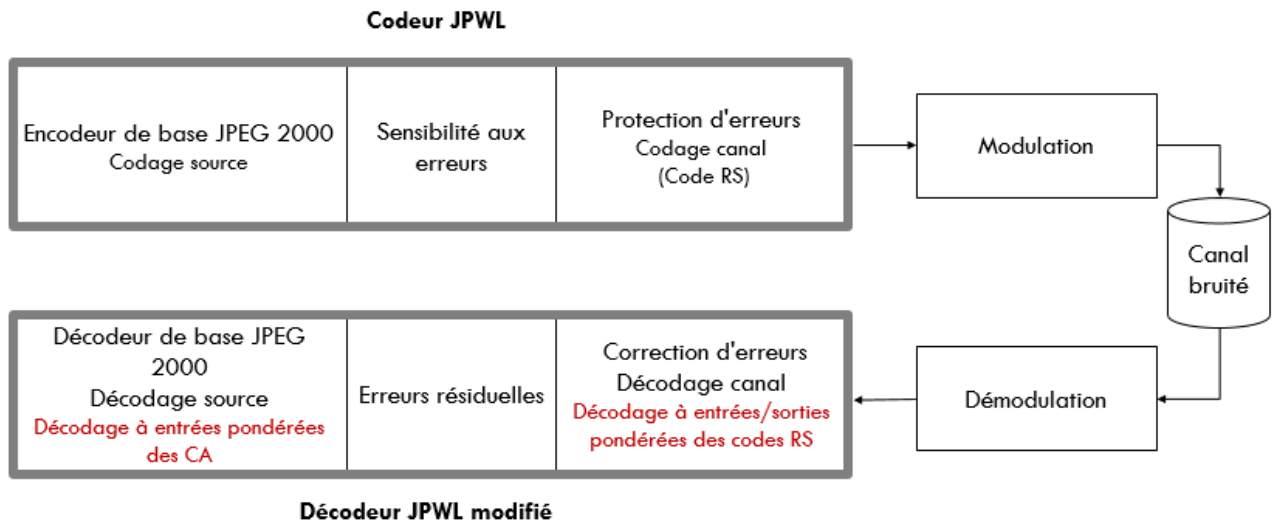 Codeur JPWL
Encodeur de base JPEG 2000
Codage source
Sensibilité aux
erreurs
Protection d'erreurs
Codage canal
(Code RS)
Modulation
Canal
bruité
Décodeur de base JPEG
2000
Décodage source
Décodage à entrées pondérées
des CA
Erreurs résiduelles
Correction d'erreurs
Décodage canal
Décodage à entrées/sorties
pondérées des codes RS
Démodulation
Décodeur JPWL modifié